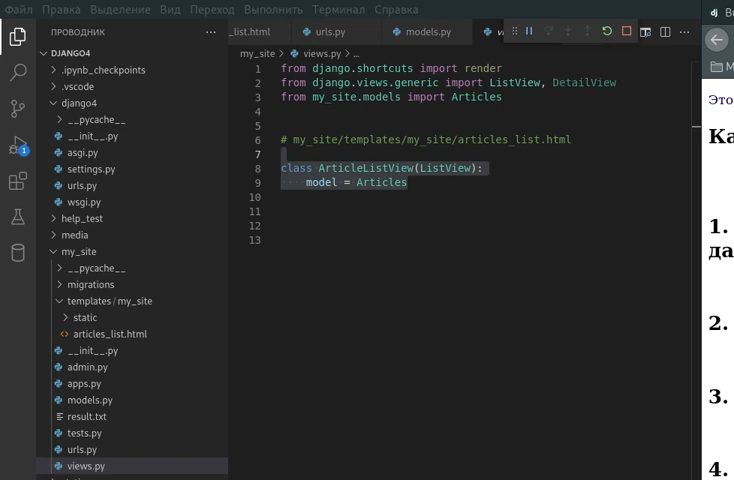 Файл Правка Выделение Вид Переход Выполнить Терминал Справка
ПРОВОДНИК
_list.html urls.py models.py
my_site > views.py > ...
DJANGO4
.ipynb_checkpoints
.vscode
django4
__pycache__
__init__.py
asgi.py
settings.py
urls.py
wsgi.py
help_test
media
my_site
__pycache__
migrations
templates / my_site
static
articles_list.html
__init__.py
admin.py
apps.py
models.py
result.txt
tests.py
urls.py
views.py
1
1 from django.shortcuts import render
2 from django.views.generic import ListView, DetailView
3 from my_site.models import Articles
4
5
6 # my_site/templates/my_site/articles_list.html
7
8 class ArticleListView(ListView):
9 model = Articles
10
11
12
13
dj
Это
Ка
1.
да
2.
3.
4.